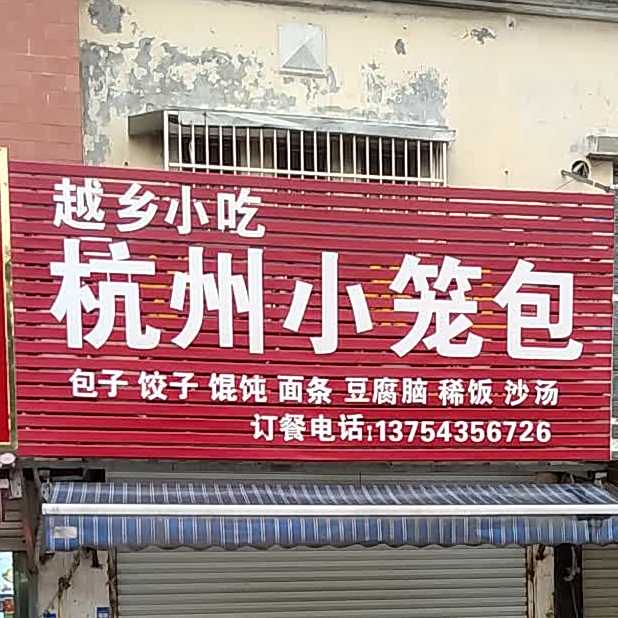 越乡小吃
杭州小笼包
包子 饺子 馄饨 面条 豆腐脑 稀饭 沙汤
订餐电话:13754356726